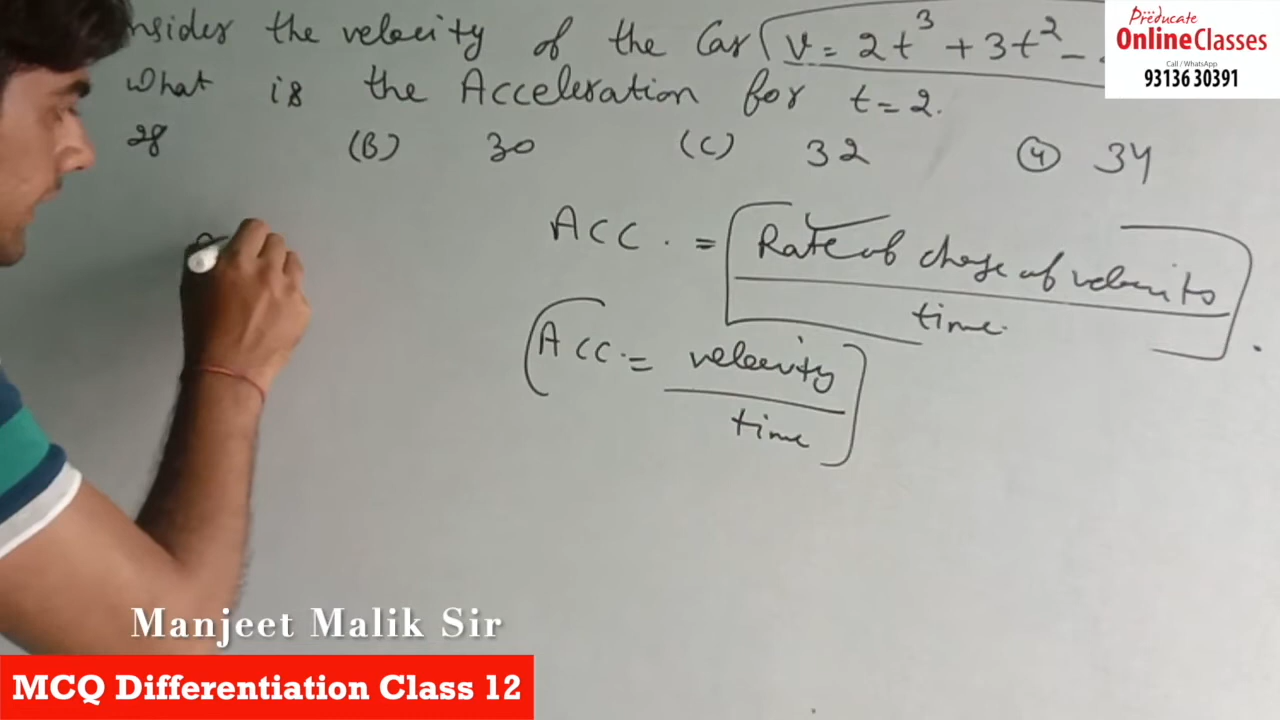 nsider the velocity of the Car v = 2t³ + 3t² -
What is the Acceleration for t = 2.
28 (B) 30 (C) 32 (4) 34
Acc. = Rate of change of velocity
time.
Acc. = velocity
time
Preducate
OnlineClasses
Call / WhatsApp
93136 30391
Manjeet Malik Sir
MCQ Differentiation Class 12